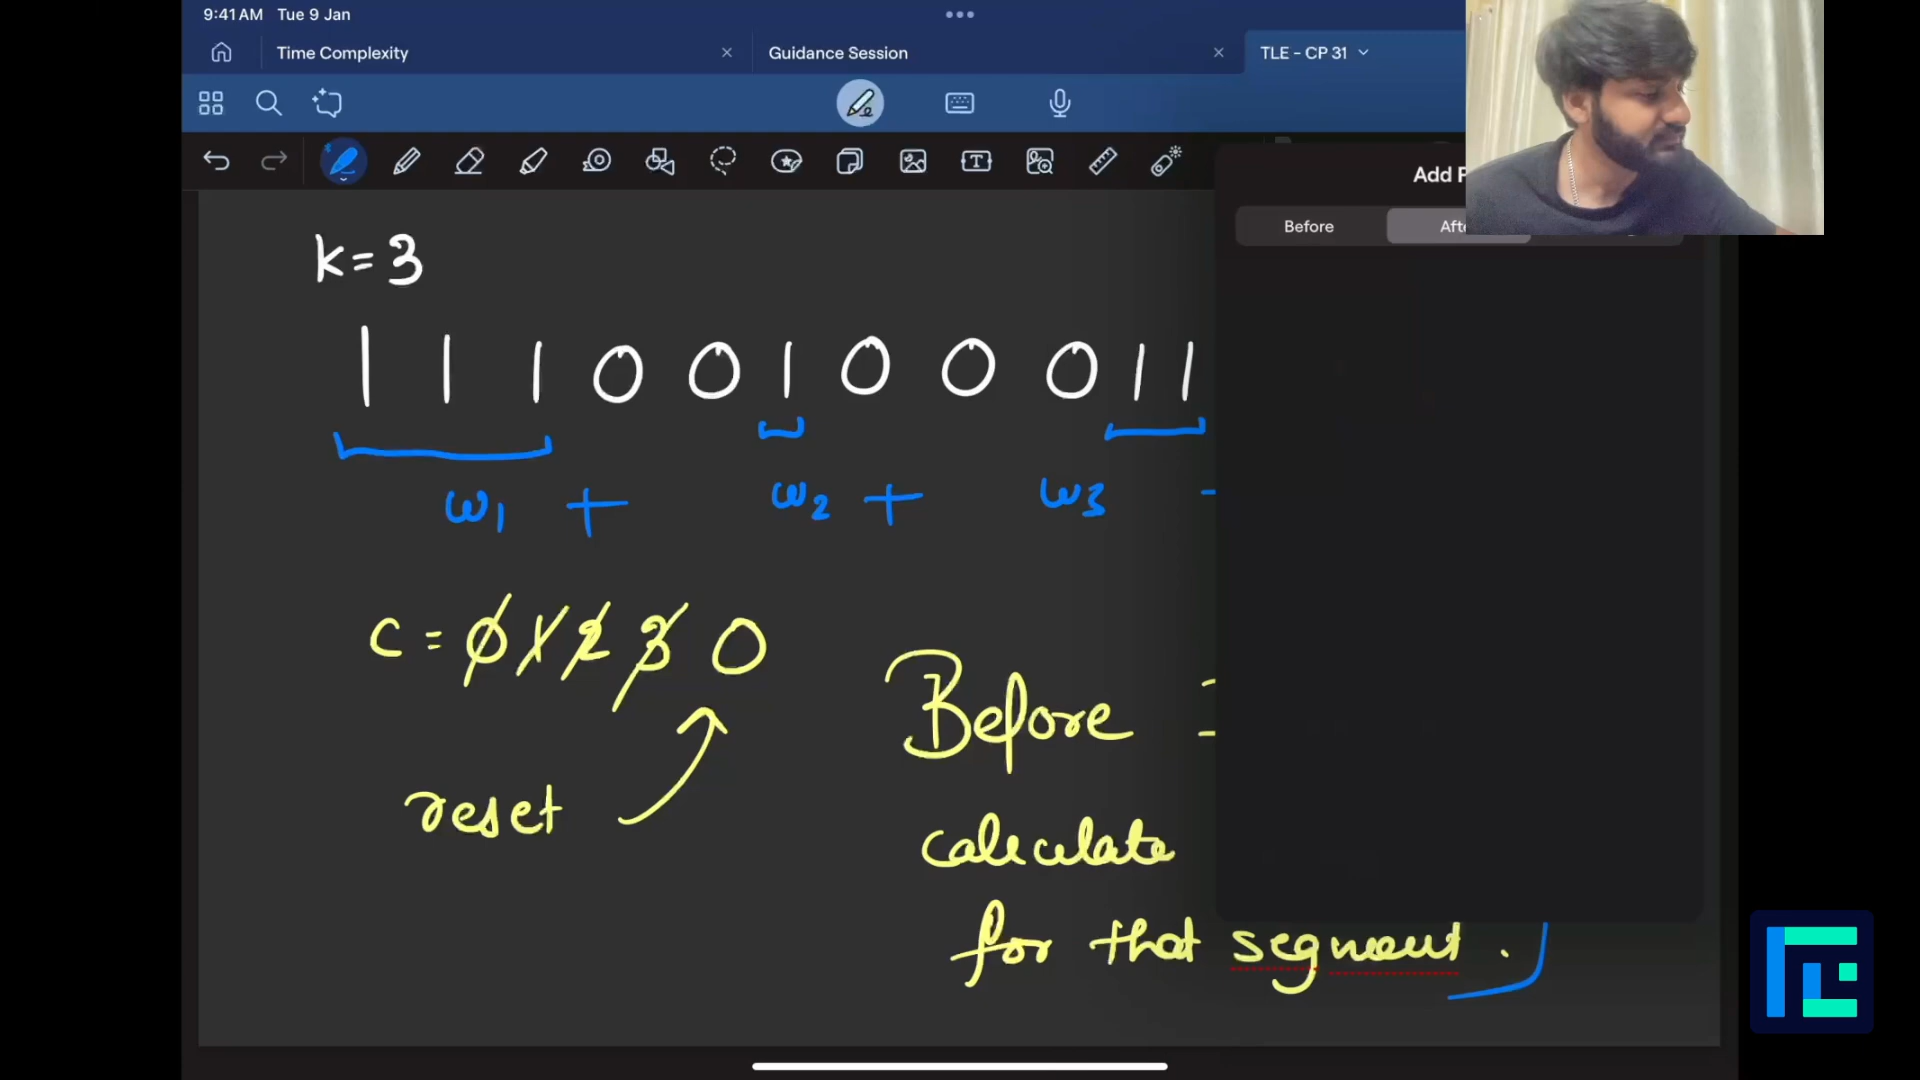 9:41 AM Tue 9 Jan
Time Complexity
Guidance Session
TLE - CP 31
Before
k=3
1 1 1 0 0 1 0 0 0 1 1
w1 + w2 + w3
c = 0 1 2 3 0
Before
reset
calculate
for that segment.